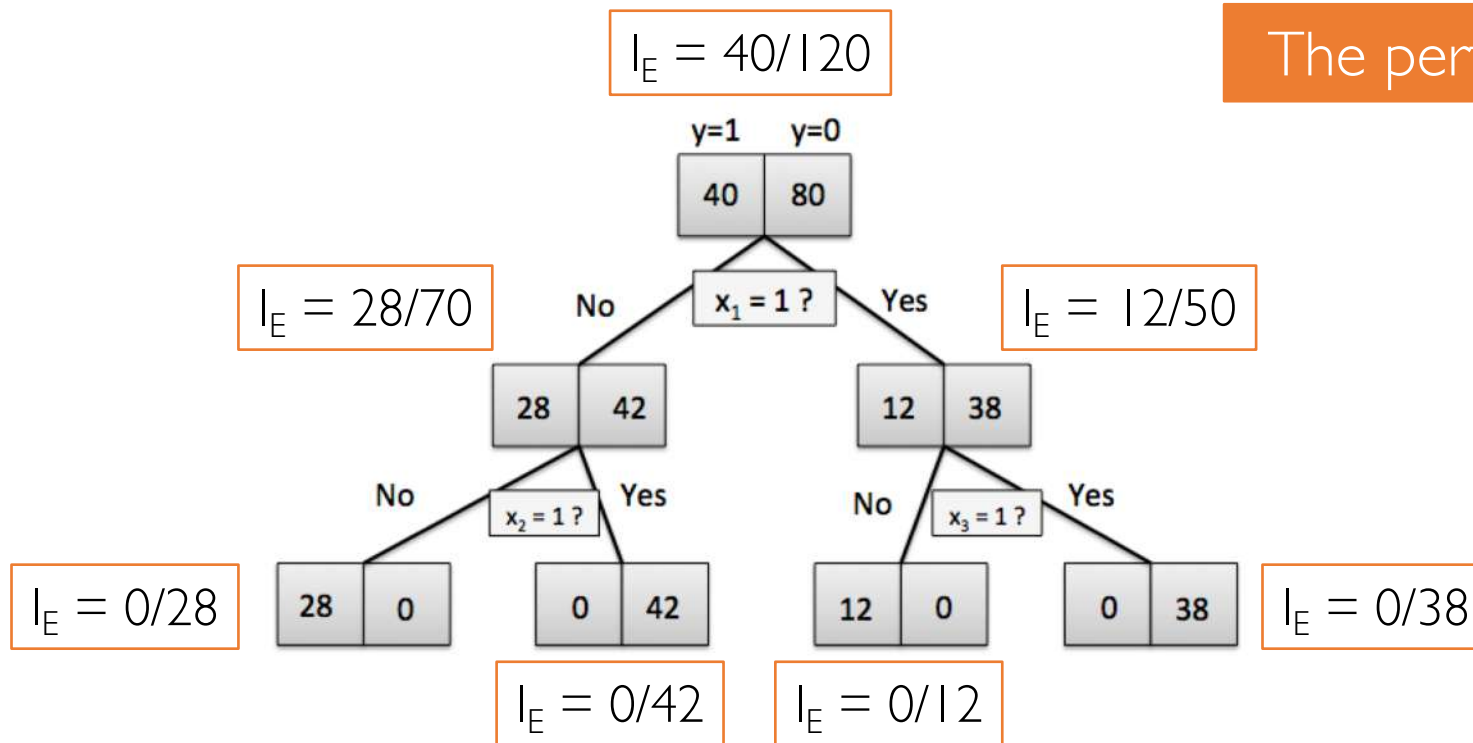 I_E = 40/120
The per
y=1 y=0
40 80
I_E = 28/70
No
x_1 = 1 ?
Yes
I_E = 12/50
28 42
12 38
No
x_2 = 1 ?
Yes
No
x_3 = 1 ?
Yes
I_E = 0/28
28 0
0 42
12 0
0 38
I_E = 0/38
I_E = 0/42
I_E = 0/12